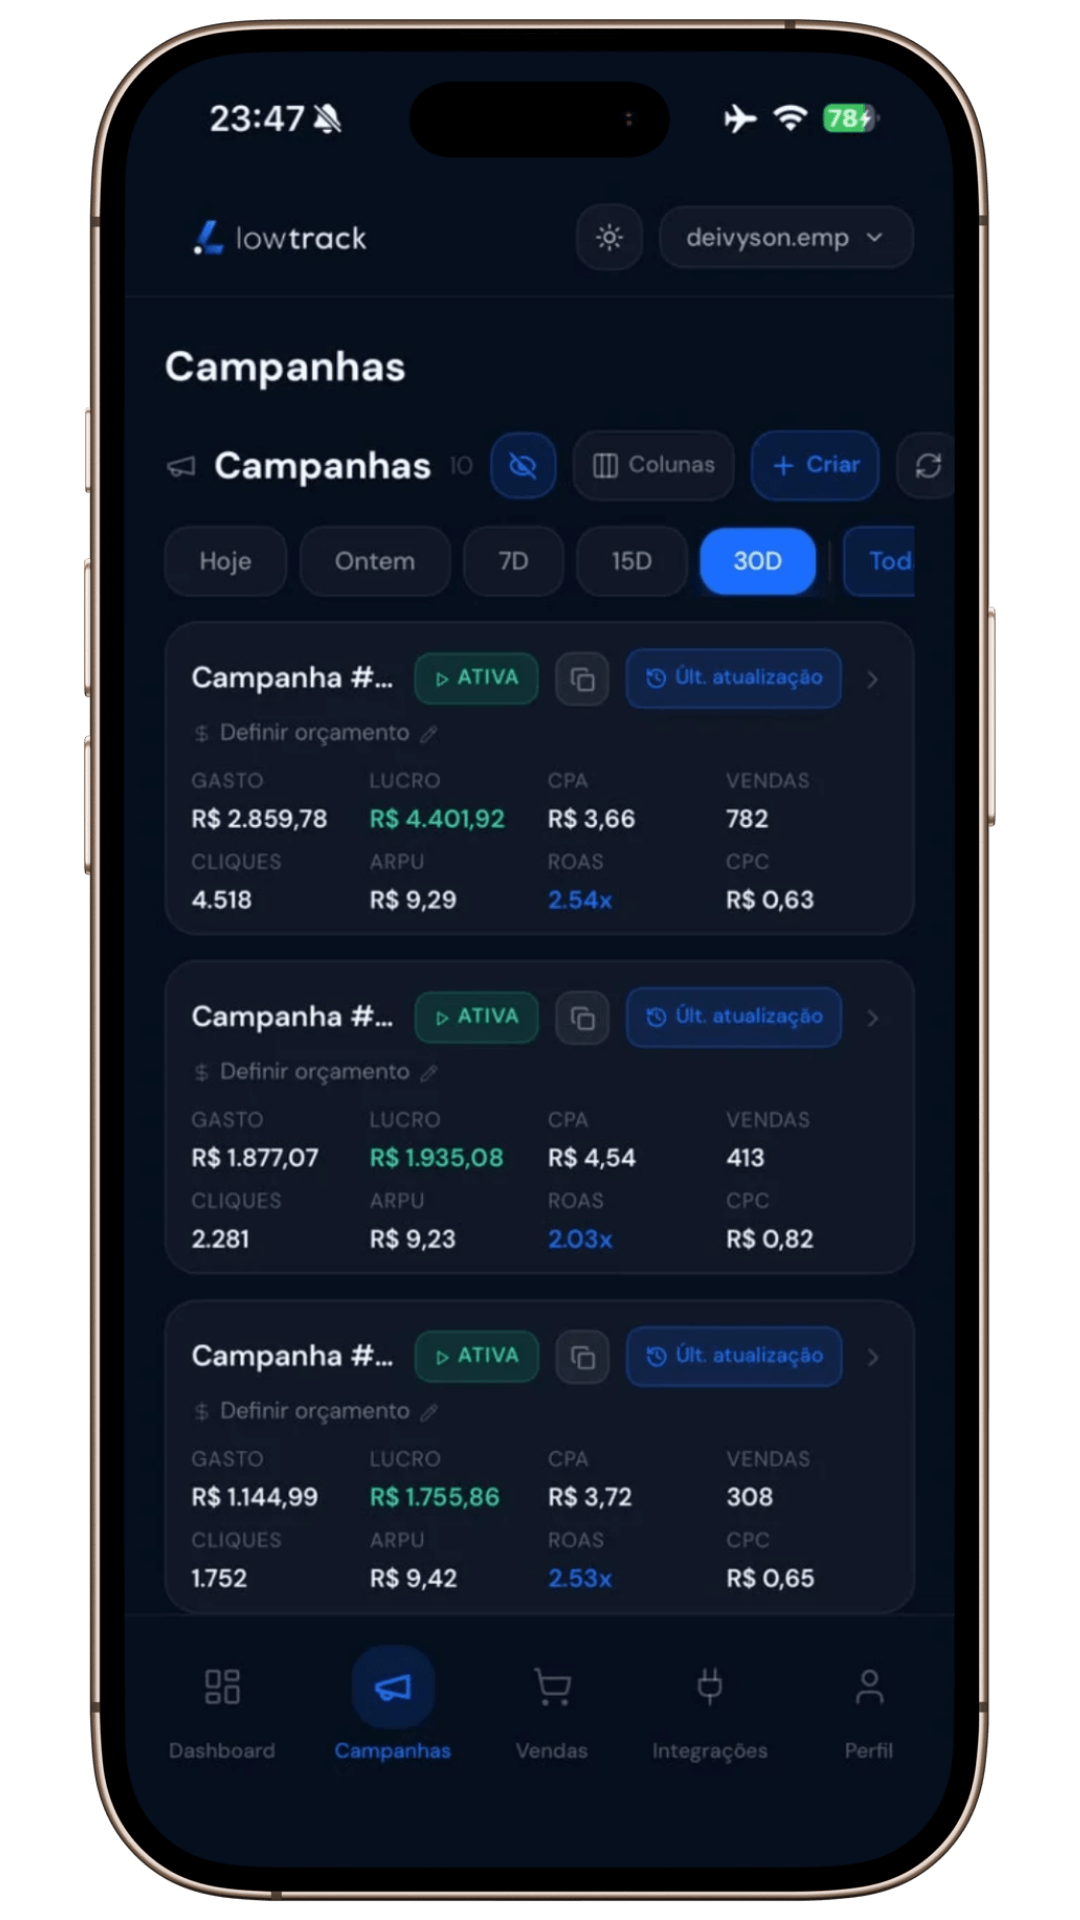 23:47 78
lowtrack deivyson.emp
Campanhas
Campanhas 10 Colunas + Criar
Hoje Ontem 7D 15D 30D Tod
Campanha #... ATIVA Últ. atualização
$ Definir orçamento
GASTO LUCRO CPA VENDAS
R$ 2.859,78 R$ 4.401,92 R$ 3,66 782
CLIQUES ARPU ROAS CPC
4.518 R$ 9,29 2.54x R$ 0,63
Campanha #... ATIVA Últ. atualização
$ Definir orçamento
GASTO LUCRO CPA VENDAS
R$ 1.877,07 R$ 1.935,08 R$ 4,54 413
CLIQUES ARPU ROAS CPC
2.281 R$ 9,23 2.03x R$ 0,82
Campanha #... ATIVA Últ. atualização
$ Definir orçamento
GASTO LUCRO CPA VENDAS
R$ 1.144,99 R$ 1.755,86 R$ 3,72 308
CLIQUES ARPU ROAS CPC
1.752 R$ 9,42 2.53x R$ 0,65
Dashboard Campanhas Vendas Integrações Perfil